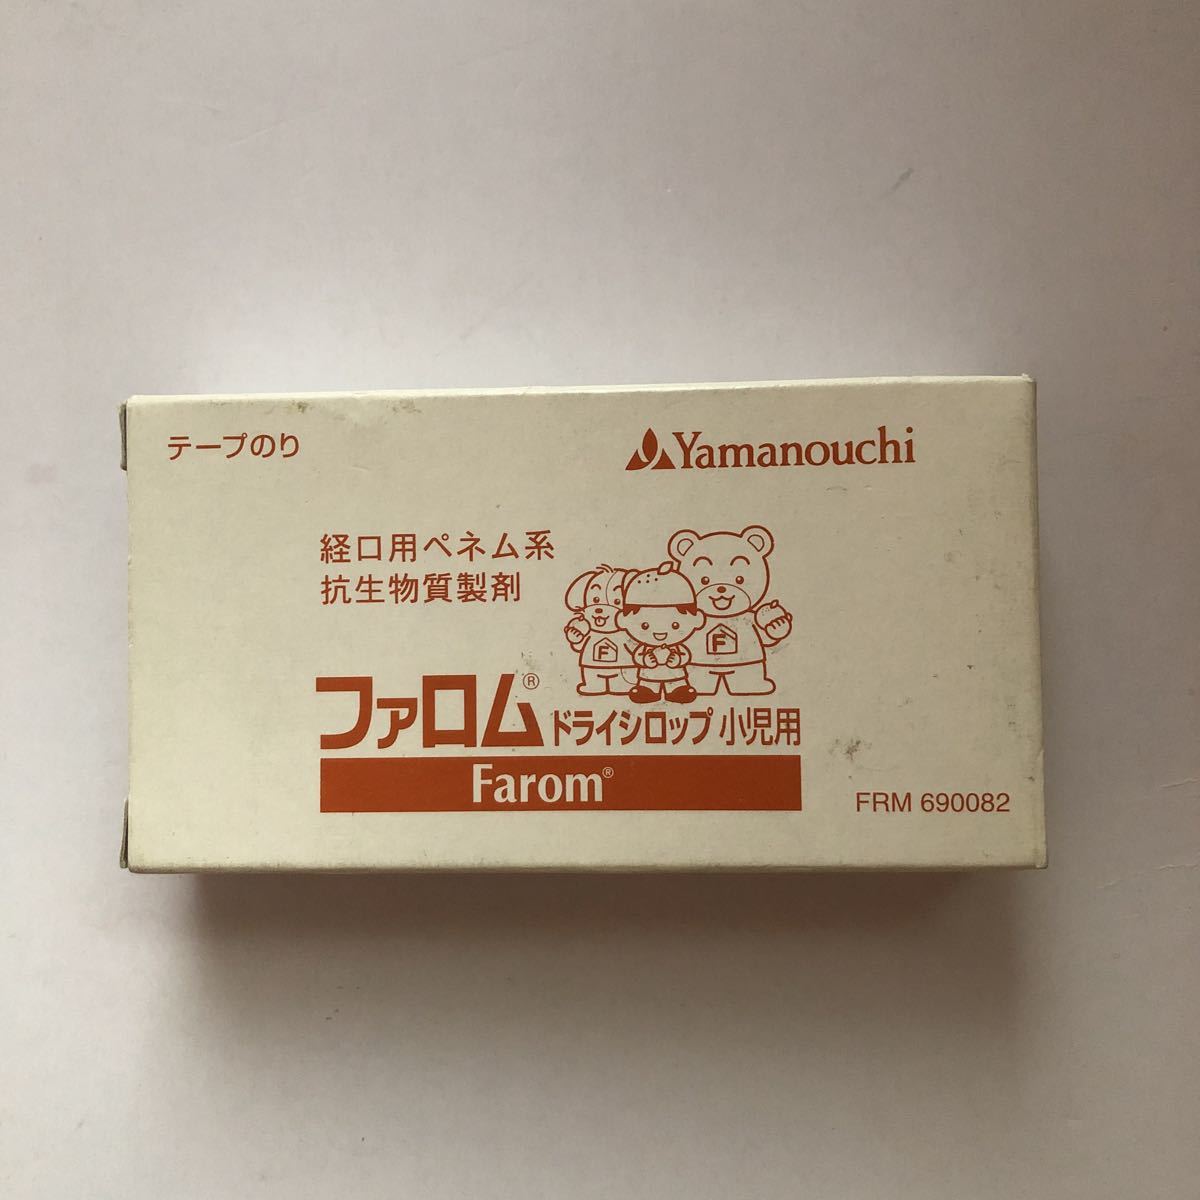 テープのり
Yamanouchi
経口用ペネム系
抗生物質製剤
F
F
ファロム® ドライシロップ 小児用
Farom®
FRM 690082